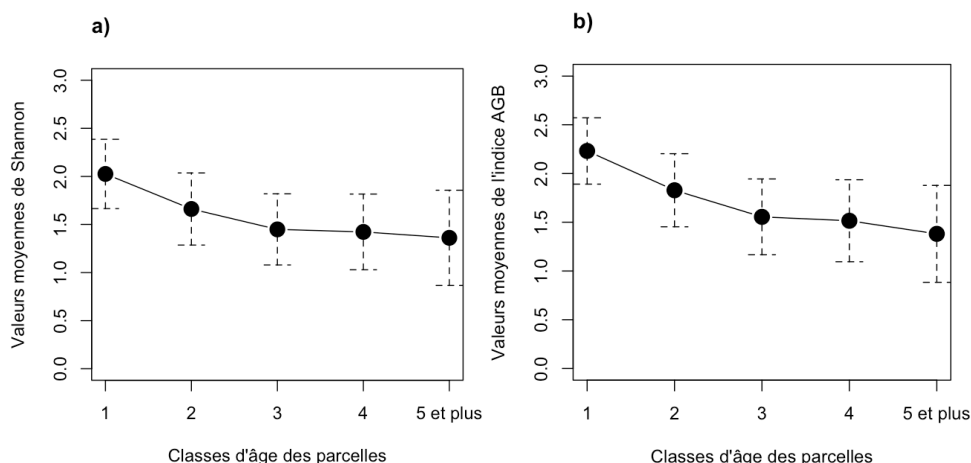 a)
Valeurs moyennes de Shannon
3.0
2.5
2.0
1.5
1.0
0.5
0.0
1 2 3 4 5 et plus
Classes d'âge des parcelles
b)
Valeurs moyennes de l'indice AGB
3.0
2.5
2.0
1.5
1.0
0.5
0.0
1 2 3 4 5 et plus
Classes d'âge des parcelles